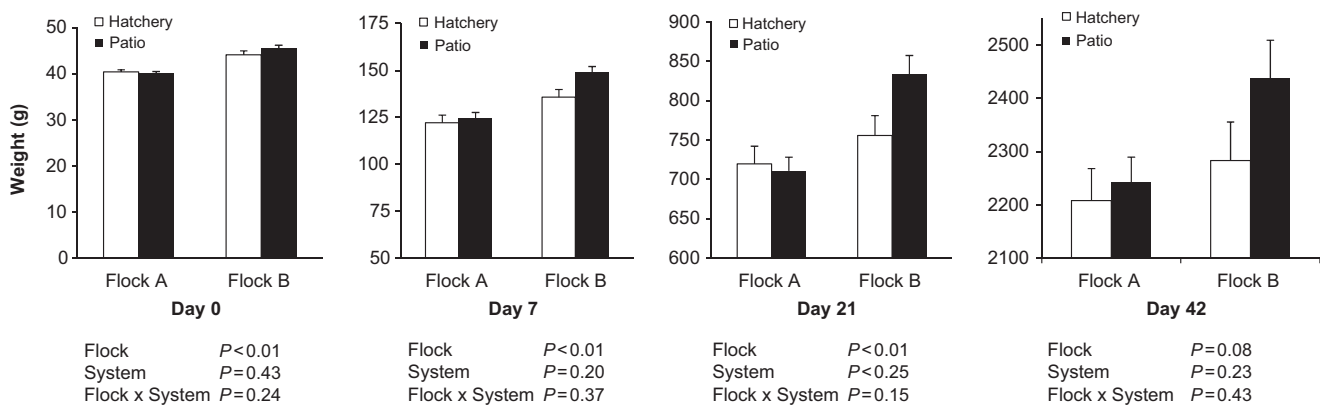 Weight (g)
Hatchery
Patio
60
50
40
30
20
10
0
Flock A Flock B
Day 0
Flock P<0.01
System P=0.43
Flock x System P=0.24
Hatchery
Patio
175
150
125
100
75
50
Flock A Flock B
Day 7
Flock P<0.01
System P=0.20
Flock x System P=0.37
Hatchery
Patio
900
850
800
750
700
650
600
Flock A Flock B
Day 21
Flock P<0.01
System P<0.25
Flock x System P=0.15
Hatchery
Patio
2500
2400
2300
2200
2100
Flock A Flock B
Day 42
Flock P=0.08
System P=0.23
Flock x System P=0.43